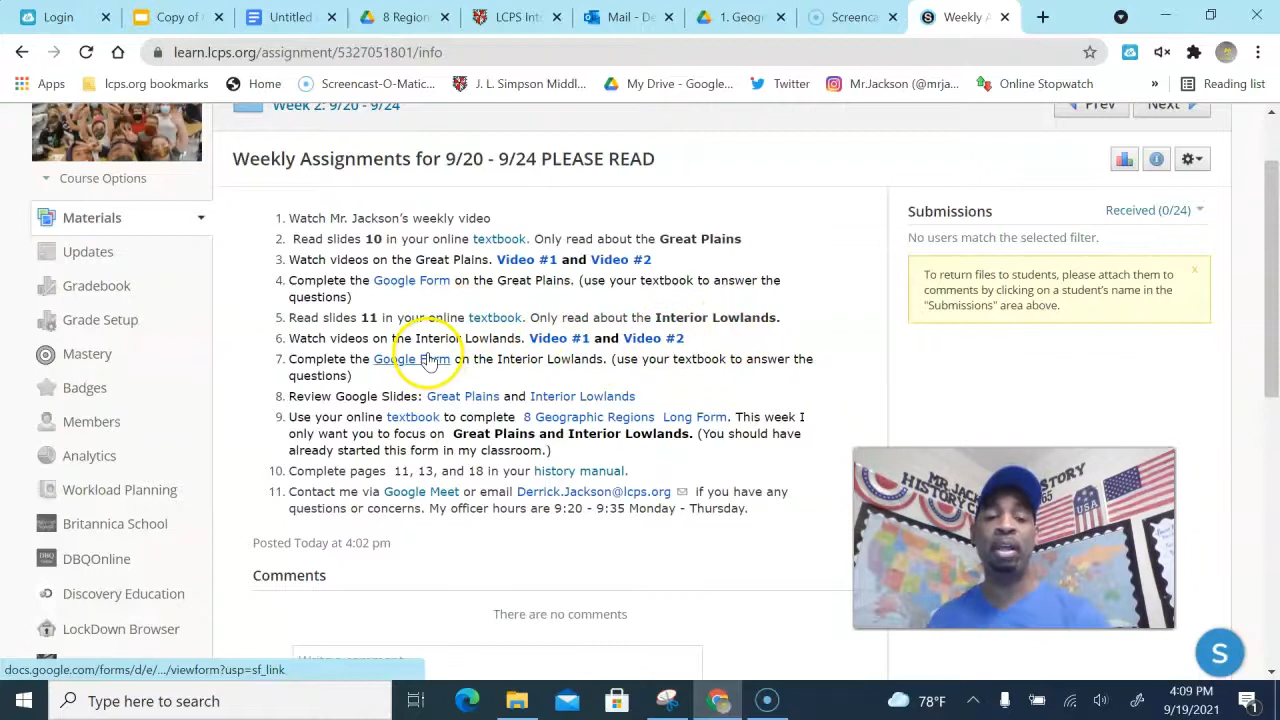 Copy of
Untitled
8 Region
LCPS Int
Mail - De
1. Geogr
Screenca
Weekly A
learn.lcps.org/assignment/5327051801/info
Apps
lcps.org bookmarks
Home
Screencast-O-Matic...
J. L. Simpson Middl...
My Drive - Google...
Twitter
Mr.Jackson (@mrja...
Online Stopwatch
»
Reading list
Week 2: 9/20 - 9/24
Prev
Next
Weekly Assignments for 9/20 - 9/24 PLEASE READ
Course Options
Materials
Updates
Gradebook
Grade Setup
Mastery
Badges
Members
Analytics
Workload Planning
Britannica School
DBQOnline
Discovery Education
LockDown Browser
1. Watch Mr. Jackson's weekly video
2. Read slides 10 in your online textbook. Only read about the Great Plains
3. Watch videos on the Great Plains. Video #1 and Video #2
4. Complete the Google Form on the Great Plains. (use your textbook to answer the
questions)
5. Read slides 11 in your online textbook. Only read about the Interior Lowlands.
6. Watch videos on the Interior Lowlands. Video #1 and Video #2
7. Complete the Google Form on the Interior Lowlands. (use your textbook to answer the
questions)
8. Review Google Slides: Great Plains and Interior Lowlands
9. Use your online textbook to complete 8 Geographic Regions Long Form. This week I
only want you to focus on Great Plains and Interior Lowlands. (You should have
already started this form in my classroom.)
10. Complete pages 11, 13, and 18 in your history manual.
11. Contact me via Google Meet or email Derrick.Jackson@lcps.org if you have any
questions or concerns. My officer hours are 9:20 - 9:35 Monday - Thursday.
Posted Today at 4:02 pm
Comments
There are no comments
Submissions
Received (0/24)
No users match the selected filter.
To return files to students, please attach them to
comments by clicking on a student's name in the
"Submissions" area above.
x
USA
S
docs.google.com/forms/d/e/.../viewform?usp=sf_link
Type here to search
78°F
4:09 PM
9/19/2021
1